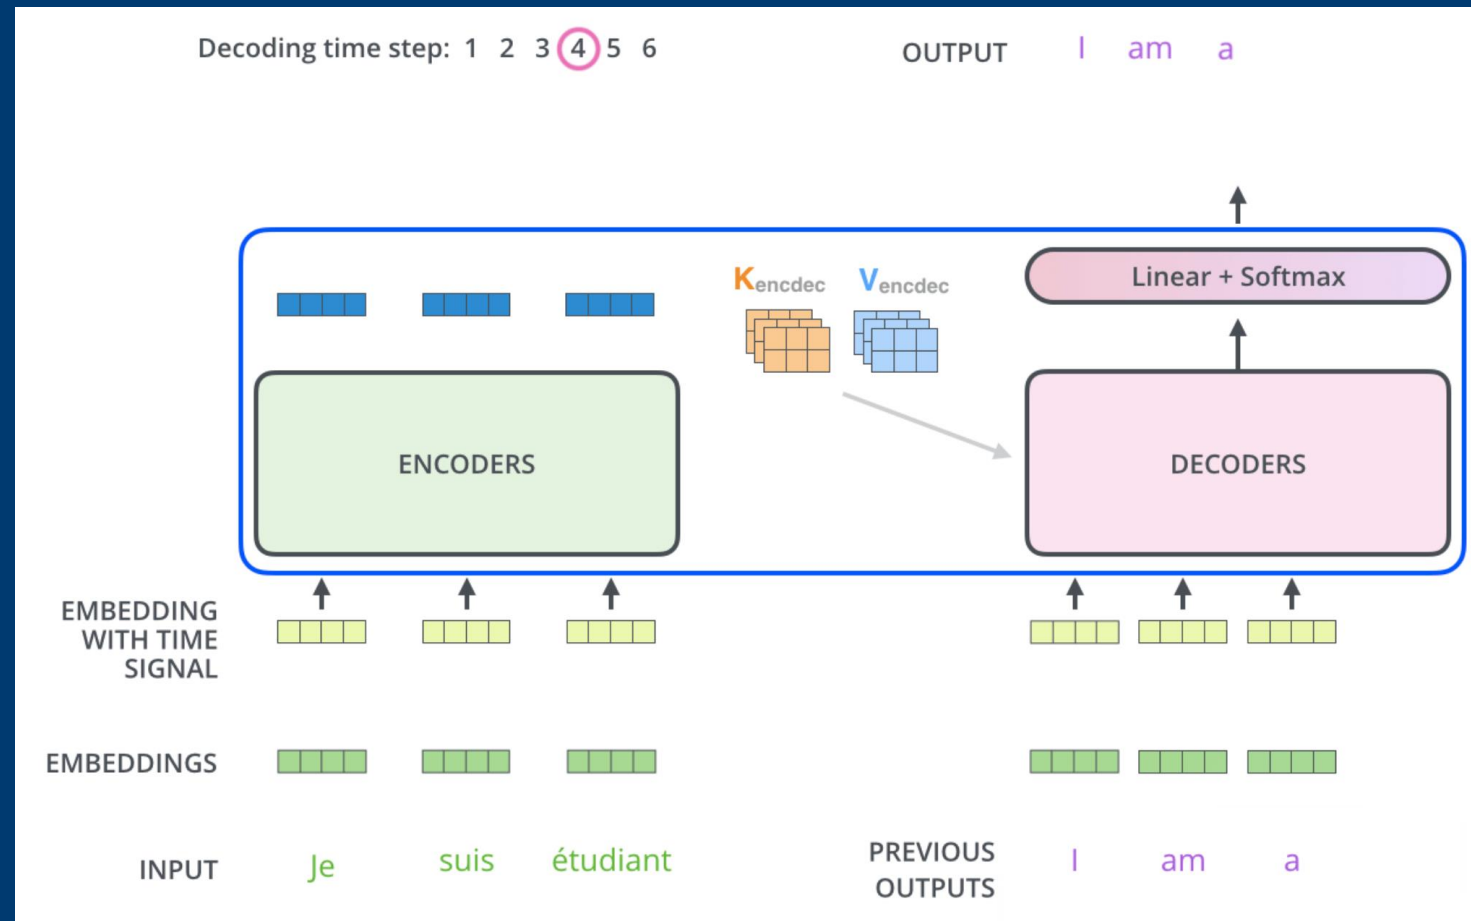 Decoding time step: 1 2 3 4 5 6
OUTPUT I am a
Kencdec Vencdec
Linear + Softmax
ENCODERS
DECODERS
EMBEDDING
WITH TIME
SIGNAL
EMBEDDINGS
INPUT Je suis étudiant
PREVIOUS
OUTPUTS
I am a